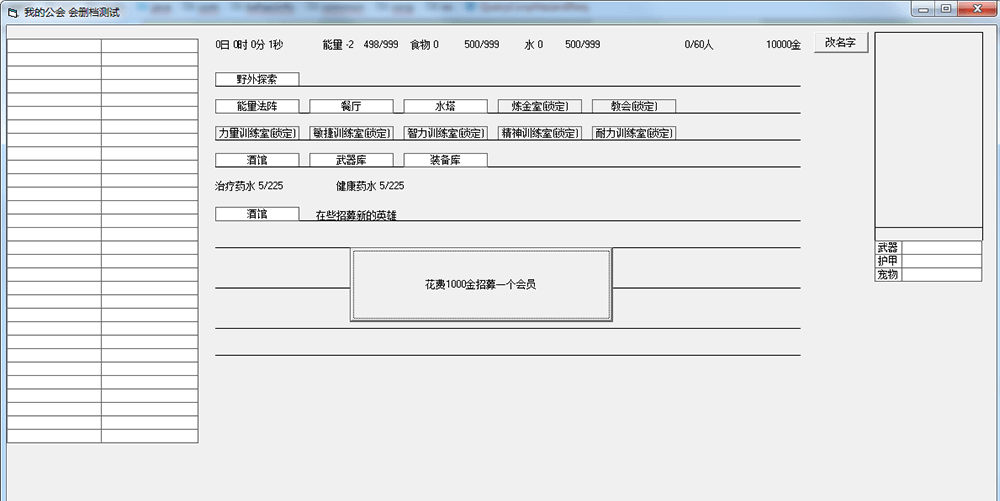 我的公会 会删档测试
0日 0时 0分 1秒 能量 -2 498/999 食物 0 500/999 水 0 500/999 0/60人 10000金 改名字
野外探索
能量法阵 餐厅 水塔 炼金室(锁定) 教会(锁定)
力量训练室(锁定) 敏捷训练室(锁定) 智力训练室(锁定) 精神训练室(锁定) 耐力训练室(锁定)
酒馆 武器库 装备库
治疗药水 5/225 健康药水 5/225
酒馆 在些招募新的英雄
武器
护甲
宠物
花费1000金招募一个会员